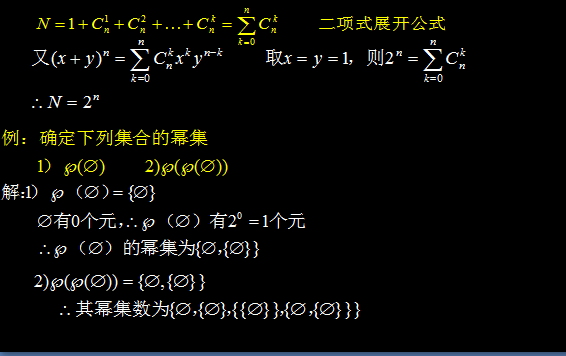 N = 1 + C_n^1 + C_n^2 + … + C_n^k = \sum_{k=0}^{n} C_n^k 二项式展开公式
又(x + y)^n = \sum_{k=0}^{n} C_n^k x^k y^{n-k} 取x = y = 1，则2^n = \sum_{k=0}^{n} C_n^k
∴ N = 2^n
例：确定下列集合的幂集
1）℘(∅) 2)℘(℘(∅))
解:1）℘（∅）= {∅}
∅有0个元，∴℘（∅）有2^0 = 1个元
∴℘（∅）的幂集为{∅,{∅}}
2)℘(℘(∅)) = {∅,{∅}}
∴其幂集数为{∅,{∅},{{∅}},{∅,{∅}}}